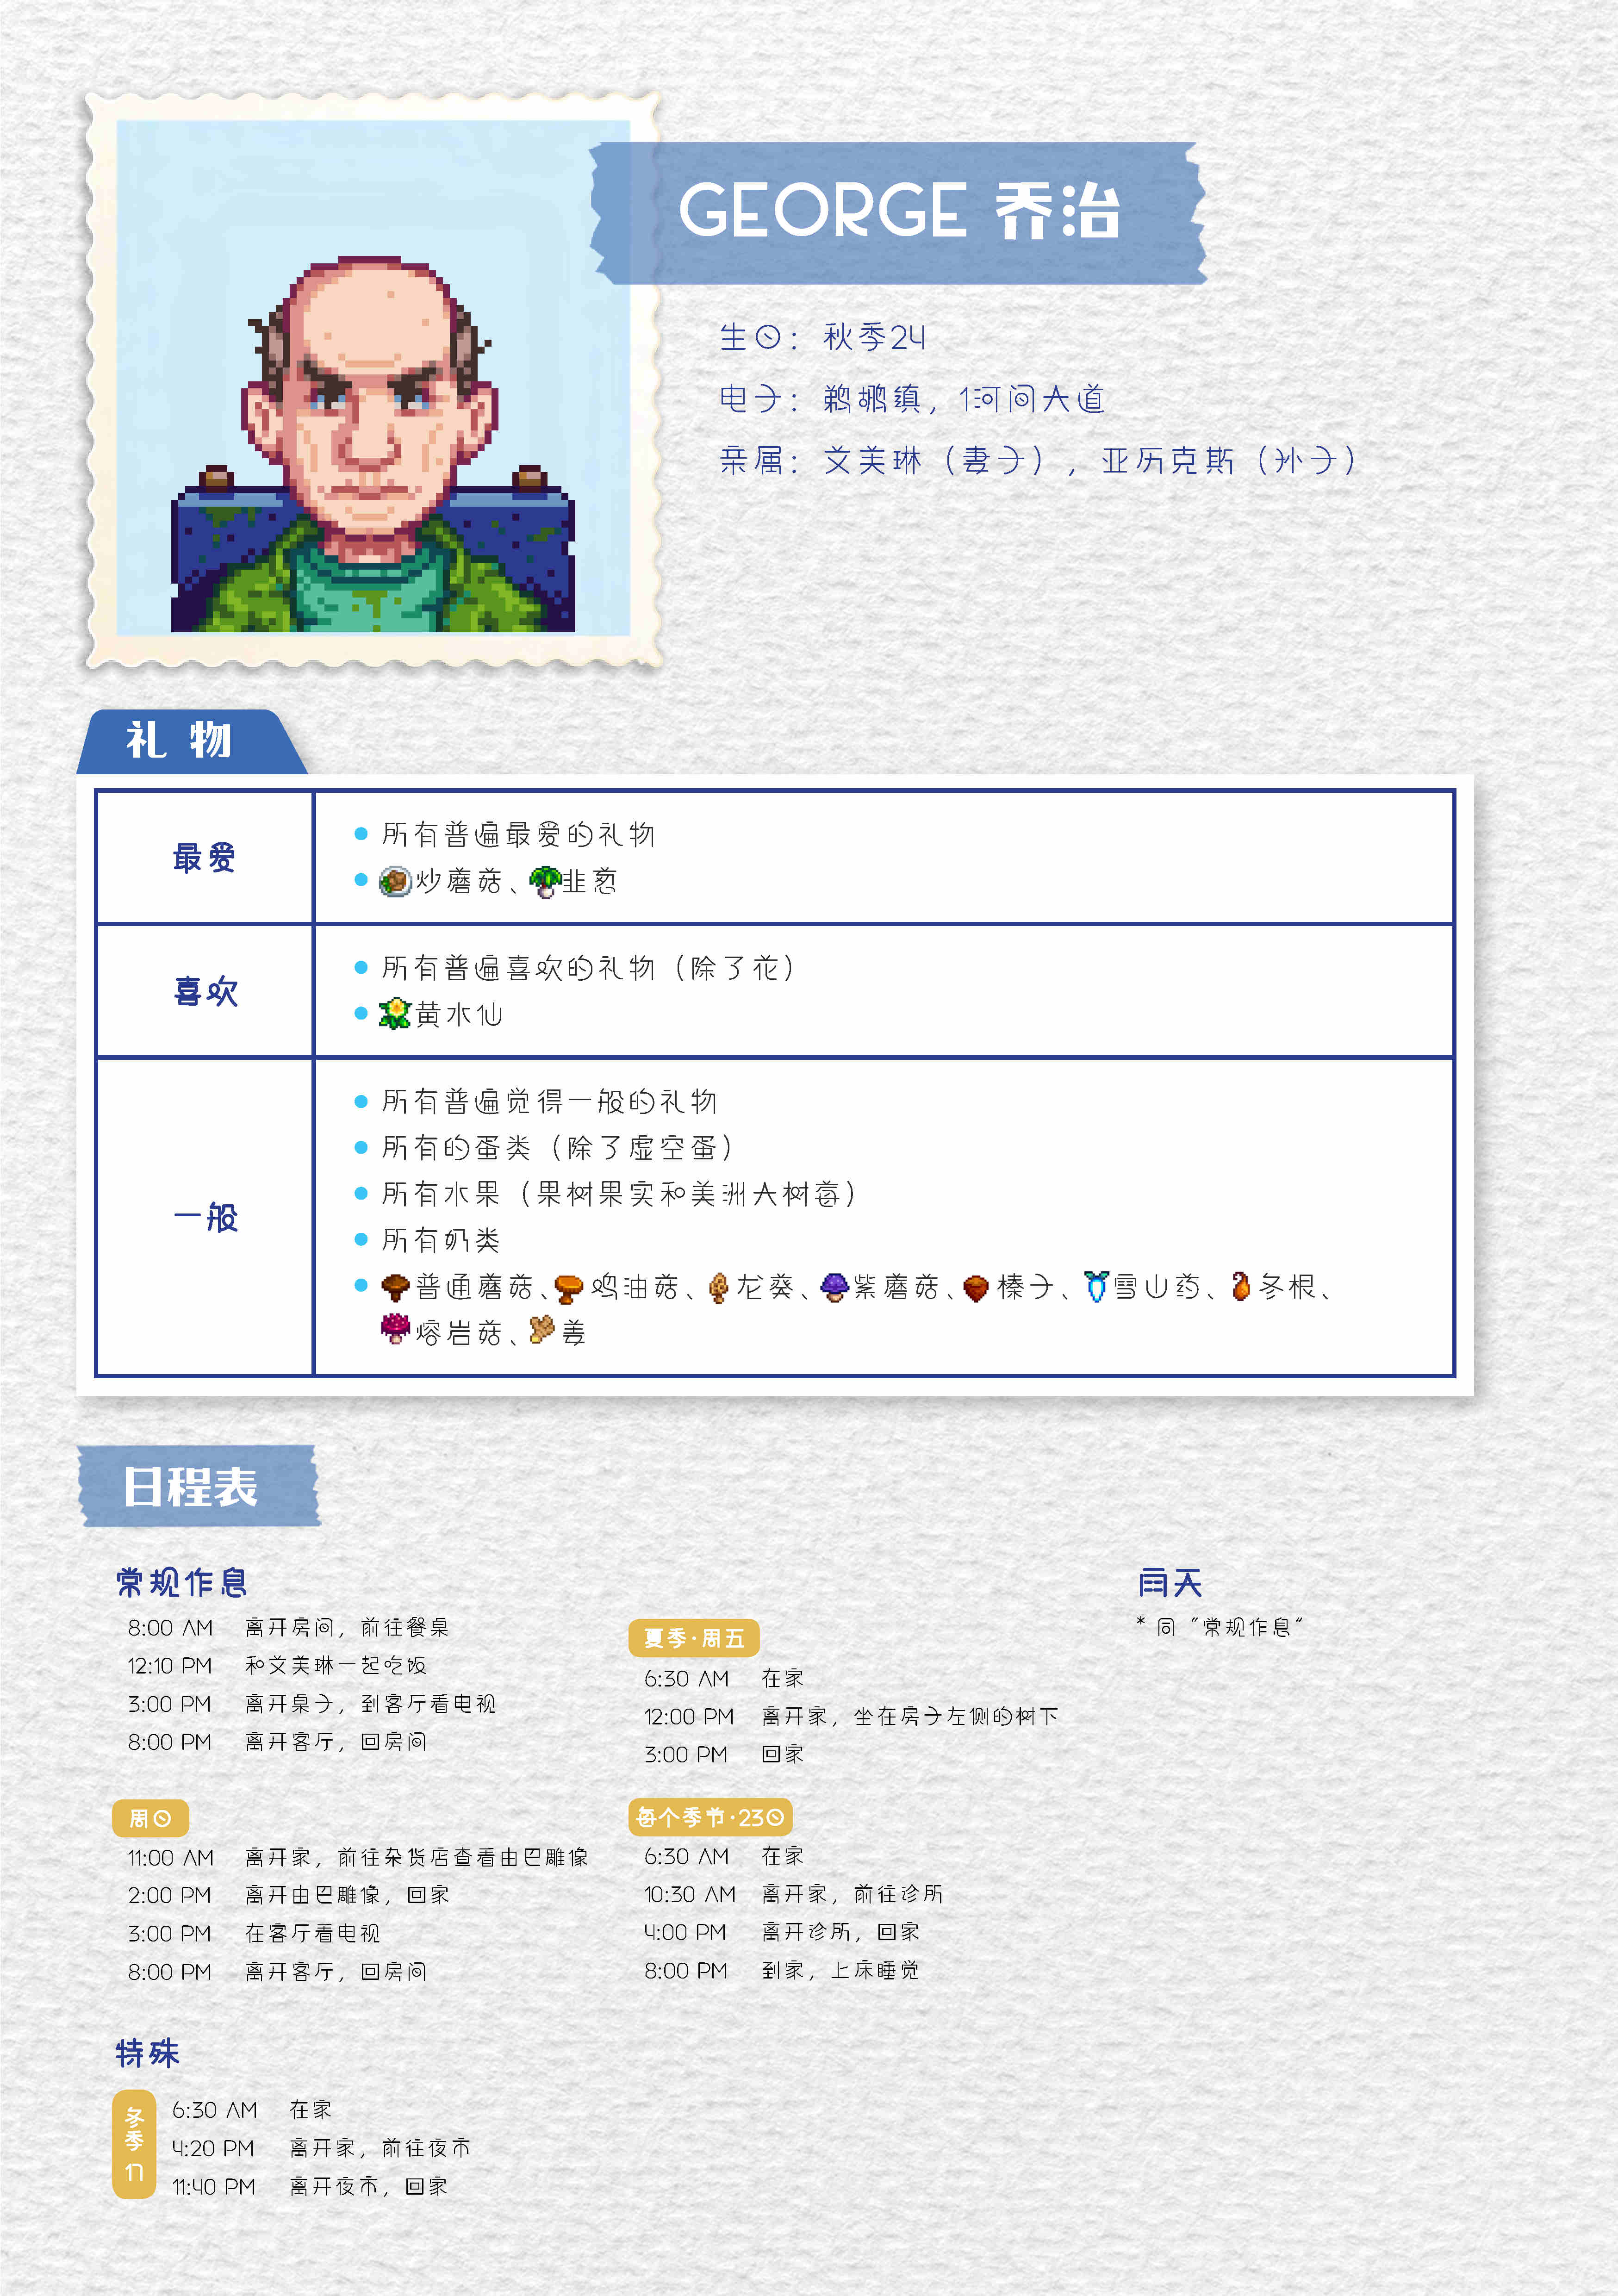 GEORGE 乔治
生日：秋季24
电子：鹈鹕镇，1河间大道
亲属：艾芙琳（妻子），亚历克斯（孙子）
礼 物
最爱
●所有普遍最爱的礼物
●炒蘑菇、韭葱
喜欢
●所有普遍喜欢的礼物（除了花）
●黄水仙
一般
●所有普遍觉得一般的礼物
●所有的蛋类（除了虚空蛋）
●所有水果（果树果实和美洲大树莓）
●所有奶类
●普通蘑菇、鸡油菇、龙葵、紫蘑菇、榛子、雪山药、冬根、
熔岩菇、姜
日程表
常规作息
8:00 AM 离开房间，前往餐桌
12:10 PM 和艾芙琳一起吃饭
3:00 PM 离开桌子，到客厅看电视
8:00 PM 离开客厅，回房间
周日
11:00 AM 离开家，前往杂货店查看由巴雕像
2:00 PM 离开由巴雕像，回家
3:00 PM 在客厅看电视
8:00 PM 离开客厅，回房间
夏季·周五
6:30 AM 在家
12:00 PM 离开家，坐在房子左侧的树下
3:00 PM 回家
每个季节·23日
6:30 AM 在家
10:30 AM 离开家，前往诊所
4:00 PM 离开诊所，回家
8:00 PM 到家，上床睡觉
雨天
* 同“常规作息”
特殊
冬季17
6:30 AM 在家
4:20 PM 离开家，前往夜市
11:40 PM 离开夜市，回家